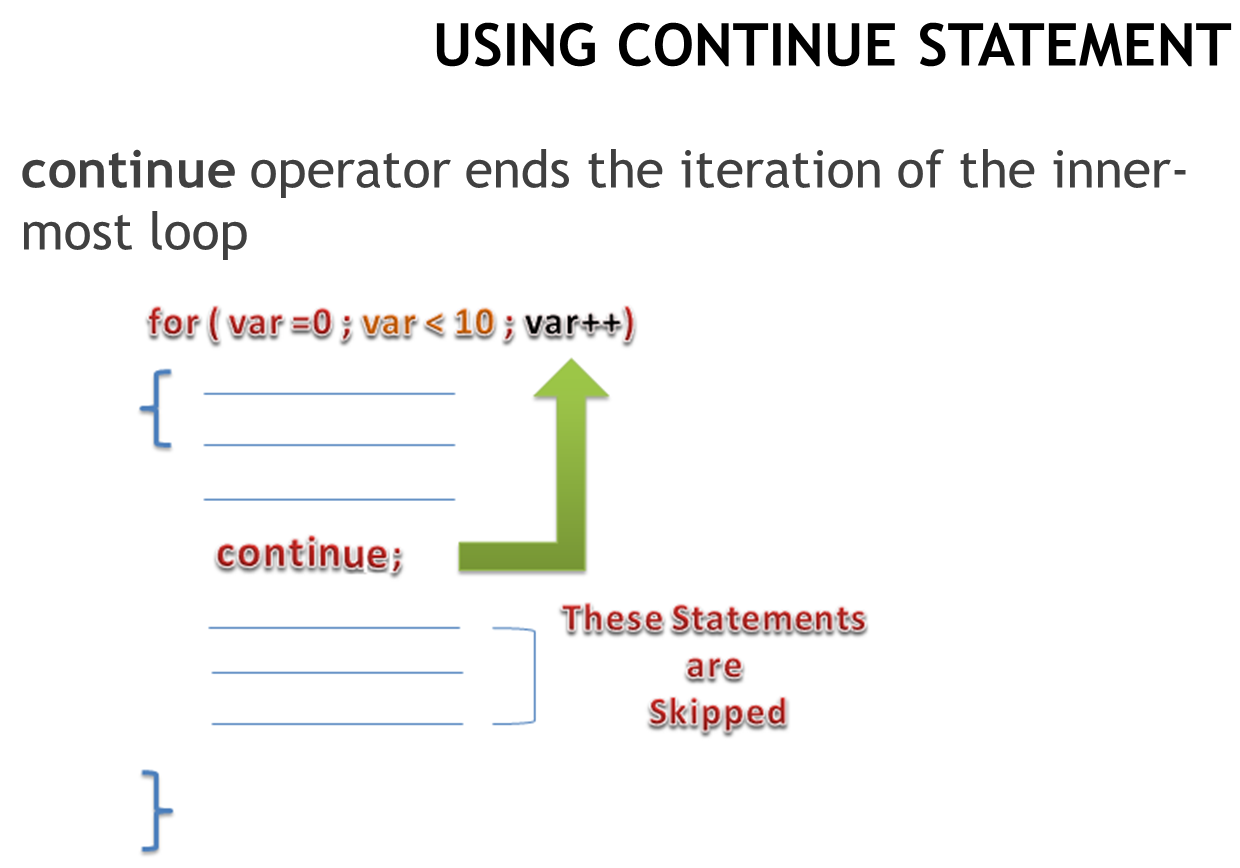 USING CONTINUE STATEMENT
continue operator ends the iteration of the inner-
most loop
for ( var =0 ; var < 10 ; var++)
{
continue;
These Statements
are
Skipped
}